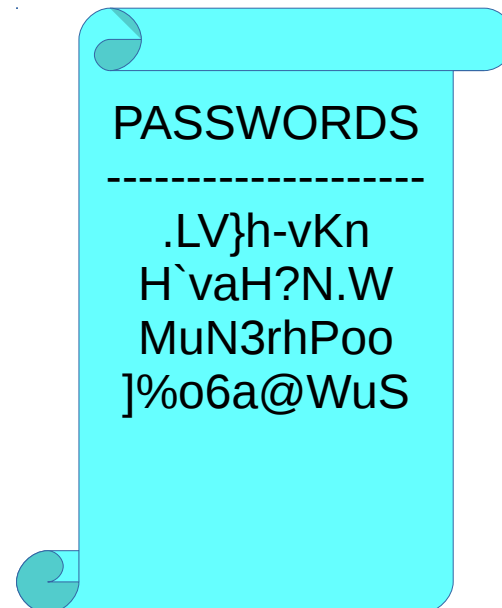 PASSWORDS
--------------------
.LV}h-vKn
H`vaH?N.W
MuN3rhPoo
]%o6a@WuS